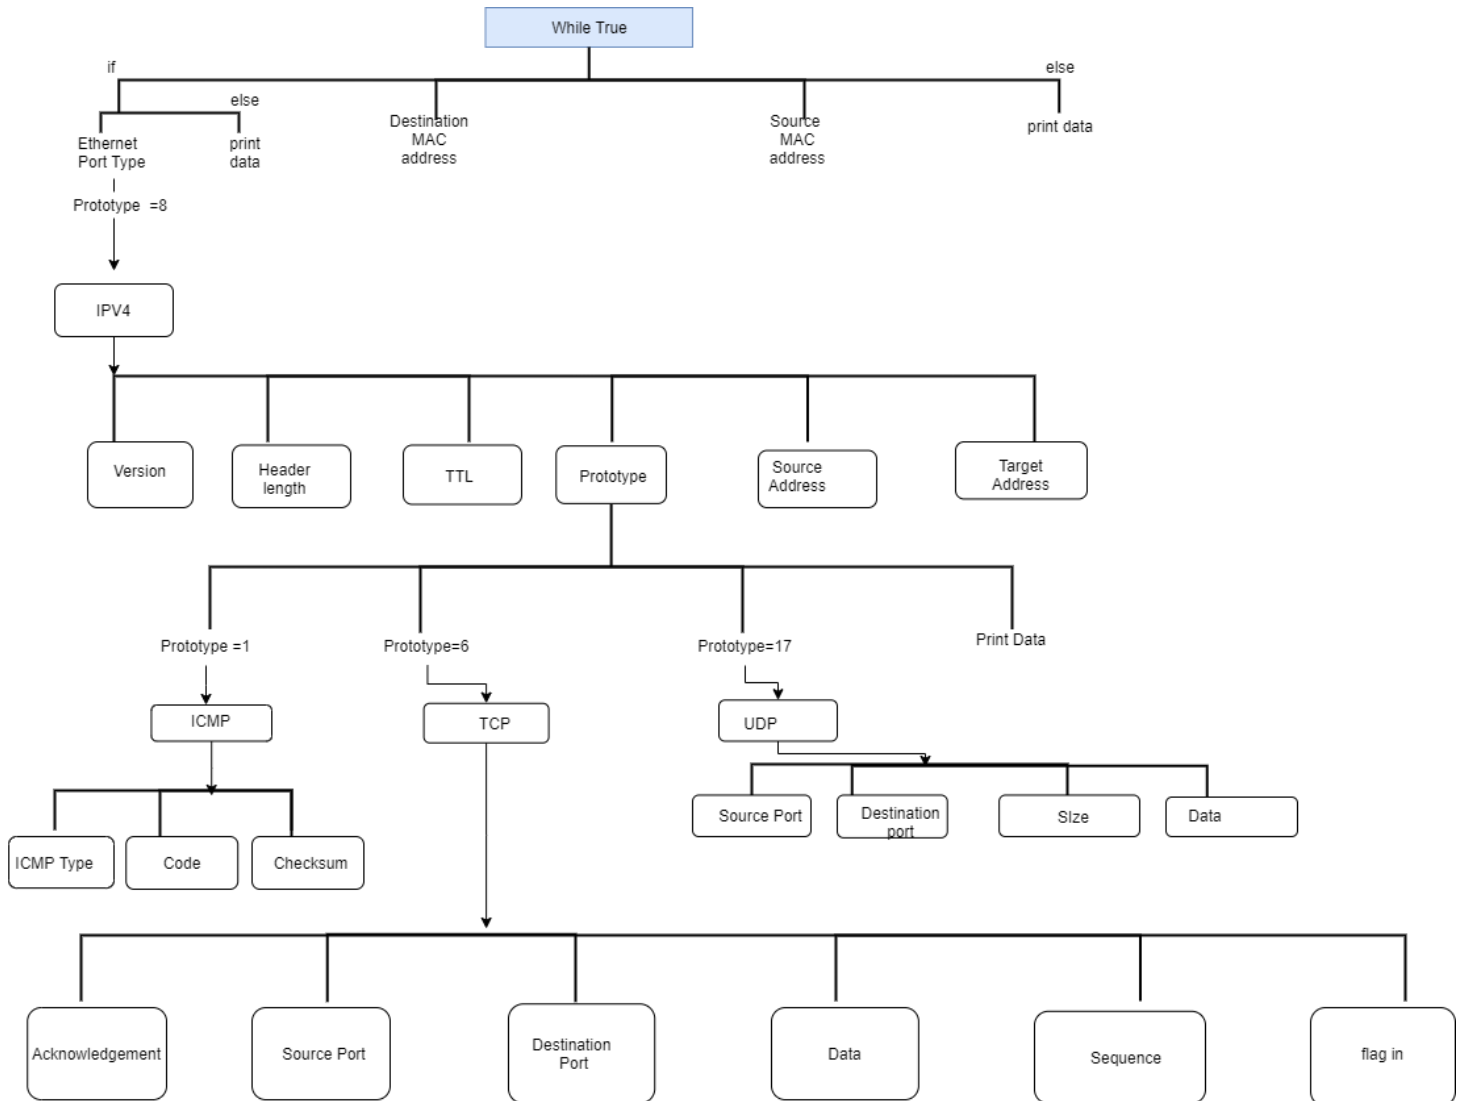 While True
if
else
else
Ethernet
Port Type
print
data
Destination
MAC
address
Source
MAC
address
print data
Prototype =8
IPV4
Version
Header
length
TTL
Prototype
Source
Address
Target
Address
Prototype =1
Prototype=6
Prototype=17
Print Data
ICMP
TCP
UDP
Source Port
Destination
port
SIze
Data
ICMP Type
Code
Checksum
Acknowledgement
Source Port
Destination
Port
Data
Sequence
flag in